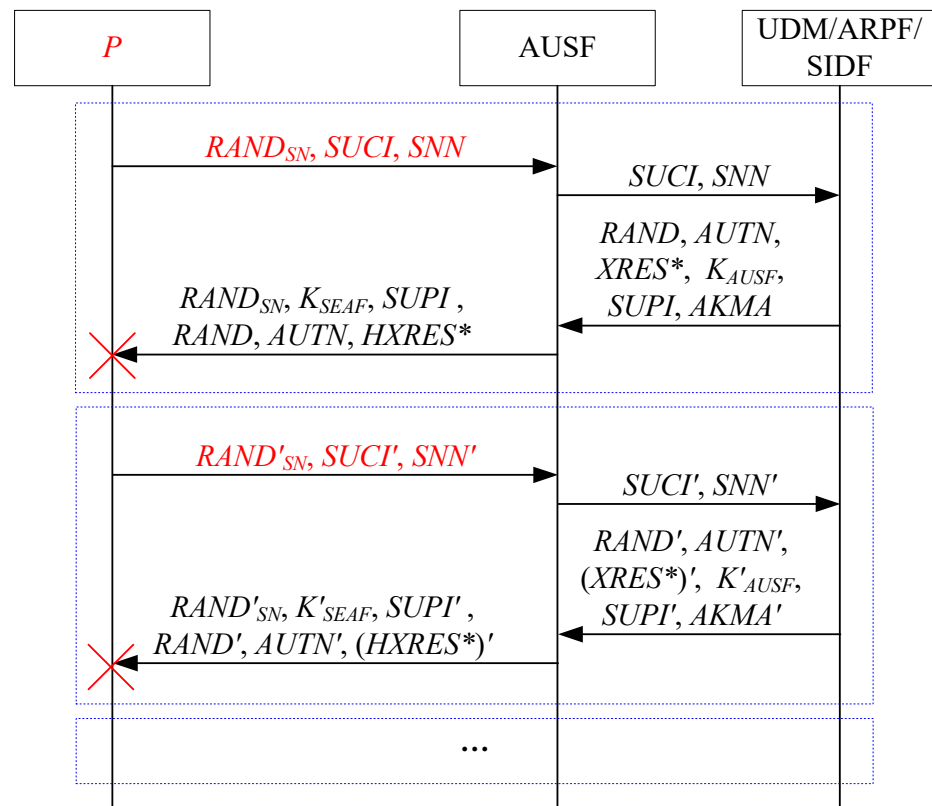 P
AUSF
UDM/ARPF/
SIDF
RAND_SN, SUCI, SNN
SUCI, SNN
RAND, AUTN,
XRES*, K_AUSF,
SUPI, AKMA
RAND_SN, K_SEAF, SUPI ,
RAND, AUTN, HXRES*
RAND'_SN, SUCI', SNN'
SUCI', SNN'
RAND', AUTN',
(XRES*)', K'_AUSF,
SUPI', AKMA'
RAND'_SN, K'_SEAF, SUPI' ,
RAND', AUTN', (HXRES*)'
...